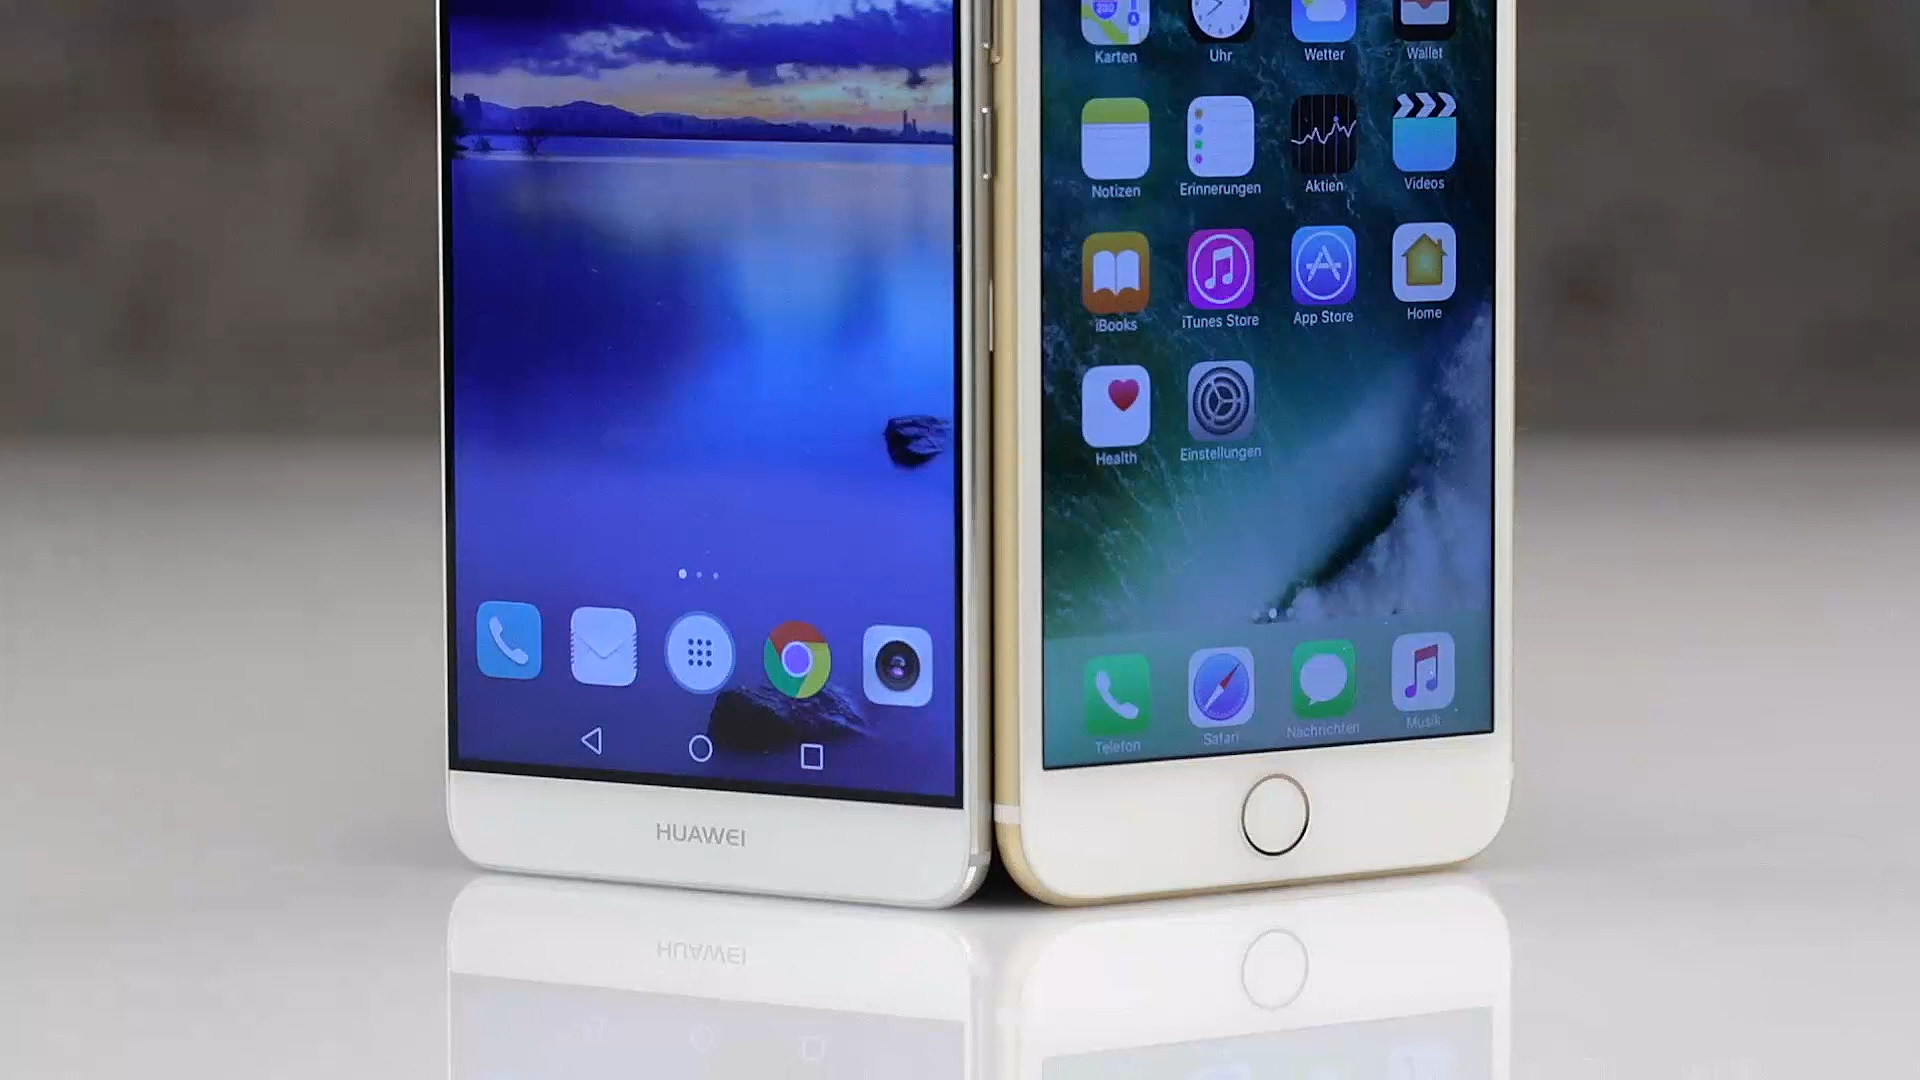 280
Karten
Uhr
Wetter
Wallet
Notizen
Erinnerungen
Aktien
Videos
iBooks
iTunes Store
App Store
Home
Health
Einstellungen
Telefon
Safari
Nachrichten
Musik
HUAWEI